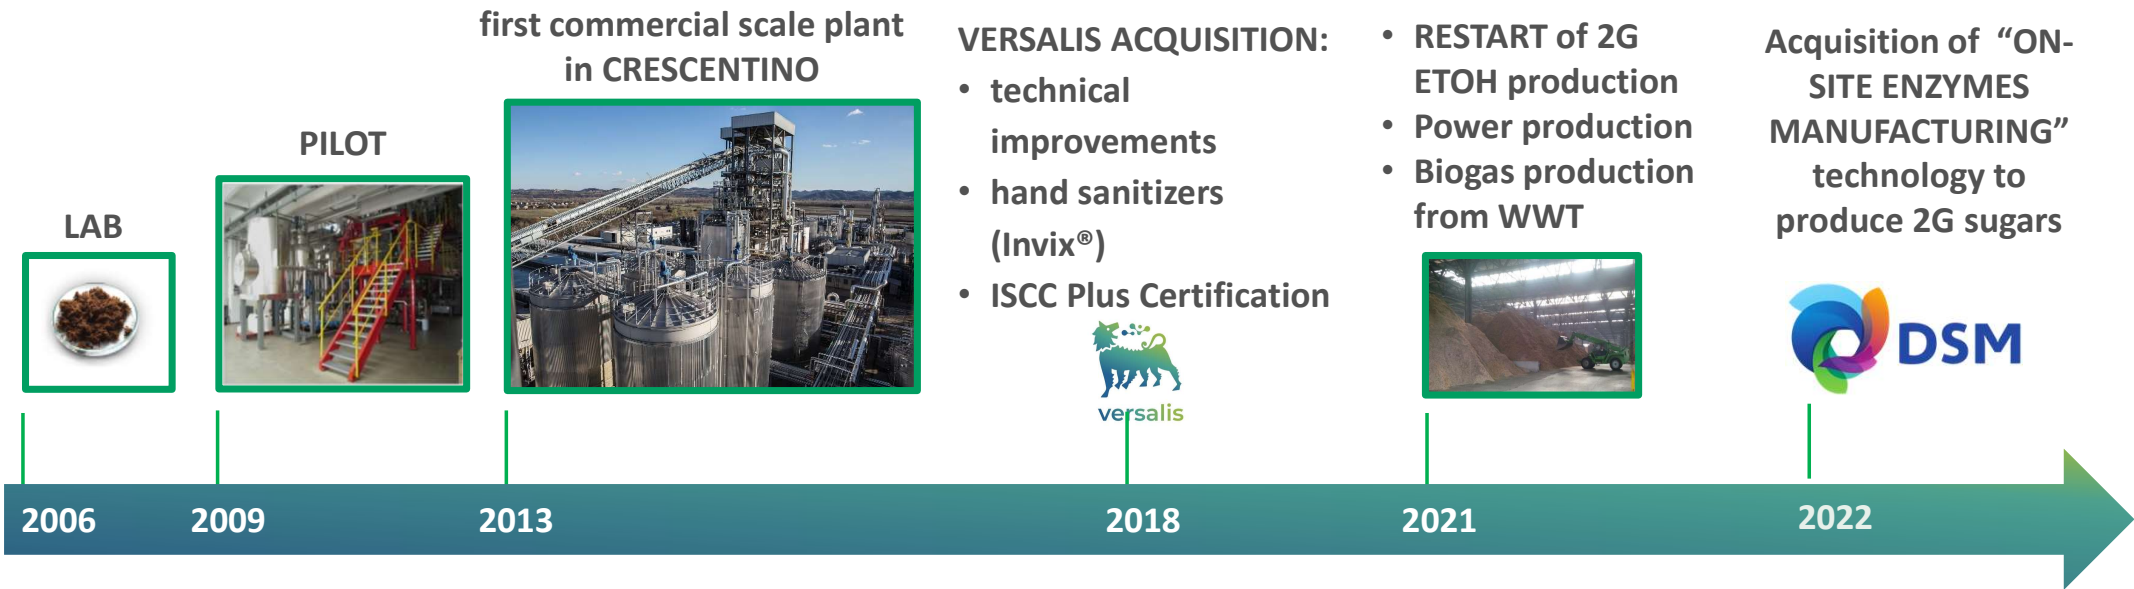 LAB
PILOT
first commercial scale plant
in CRESCENTINO
VERSALIS ACQUISITION:
• technical
improvements
• hand sanitizers
(Invix®)
• ISCC Plus Certification
versalis
• RESTART of 2G
ETOH production
• Power production
• Biogas production
from WWT
Acquisition of “ON-
SITE ENZYMES
MANUFACTURING”
technology to
produce 2G sugars
DSM
2006
2009
2013
2018
2021
2022